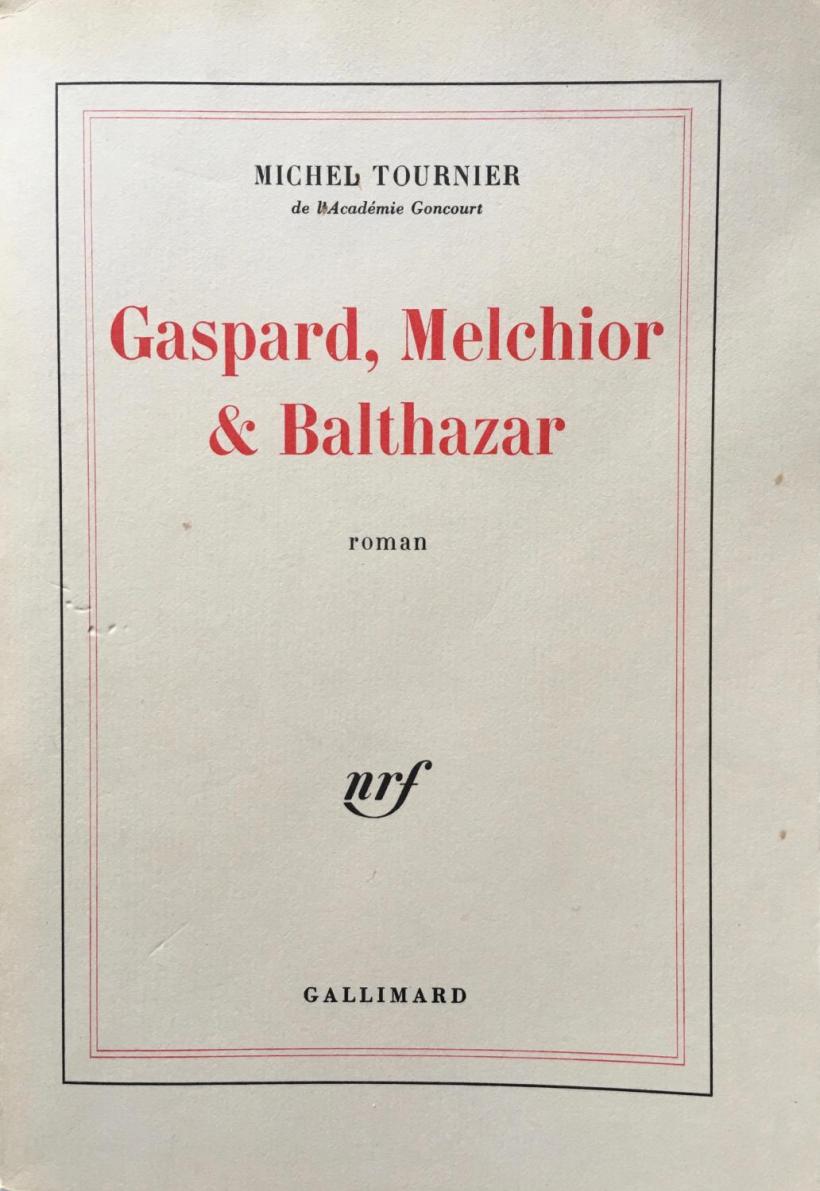 MICHEL TOURNIER
de l'Académie Goncourt
Gaspard, Melchior
& Balthazar
roman
nrf
GALLIMARD